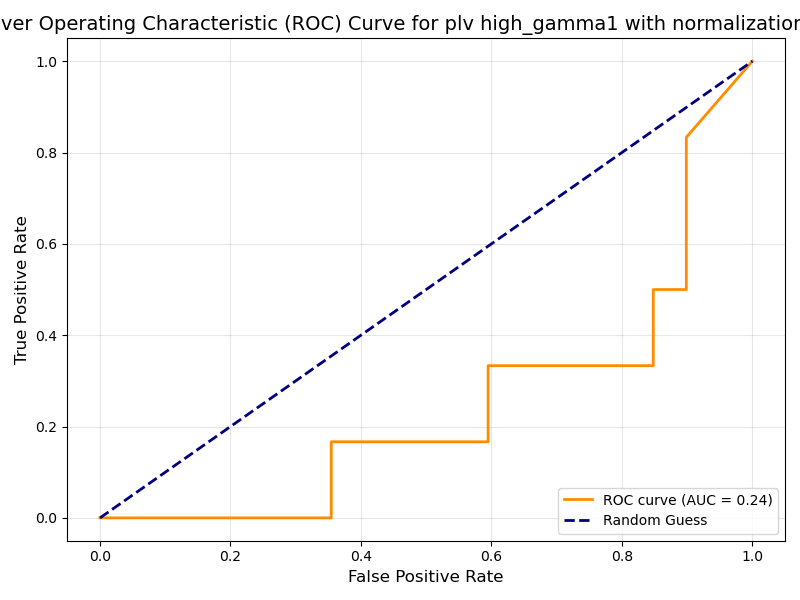 ver Operating Characteristic (ROC) Curve for plv high_gamma1 with normalization
1.0
0.8
0.6
0.4
0.2
0.0
True Positive Rate
0.0 0.2 0.4 0.6 0.8 1.0
False Positive Rate
ROC curve (AUC = 0.24)
Random Guess